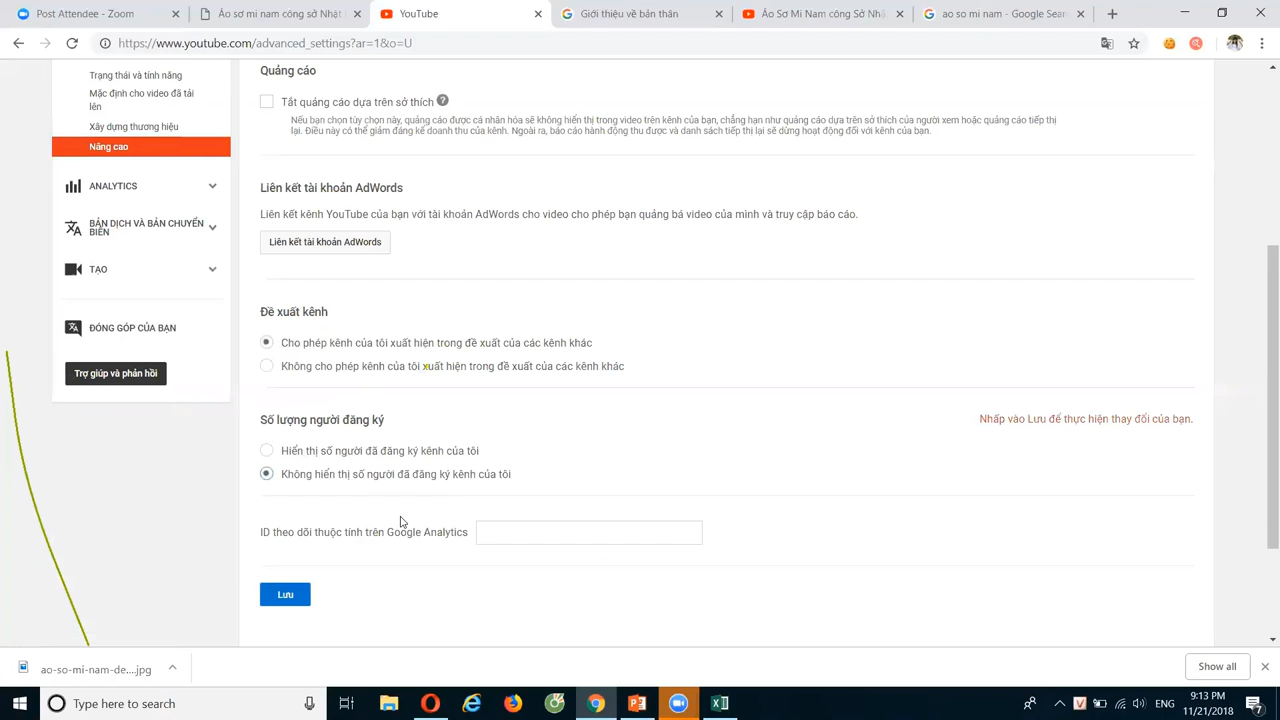 Post Attendee - Zoom
Áo sơ mi nam công sở Nhật
YouTube
Giới thiệu về bản thân
Áo Sơ Mi Nam Công Sở Nh
ao so mi nam - Google Sear
https://www.youtube.com/advanced_settings?ar=1&o=U
Trạng thái và tính năng
Mặc định cho video đã tải
lên
Xây dựng thương hiệu
Nâng cao
ANALYTICS
BẢN DỊCH VÀ BẢN CHUYỂN
BIÊN
TẠO
ĐÓNG GÓP CỦA BẠN
Trợ giúp và phản hồi
Quảng cáo
Tắt quảng cáo dựa trên sở thích ?
Nếu bạn chọn tùy chọn này, quảng cáo được cá nhân hóa sẽ không hiển thị trong video trên kênh của bạn, chẳng hạn như quảng cáo dựa trên sở thích của người xem hoặc quảng cáo tiếp thị
lại. Điều này có thể giảm đáng kể doanh thu của kênh. Ngoài ra, báo cáo hành động thu được và danh sách tiếp thị lại sẽ dừng hoạt động đối với kênh của bạn.
Liên kết tài khoản AdWords
Liên kết kênh YouTube của bạn với tài khoản AdWords cho video cho phép bạn quảng bá video của mình và truy cập báo cáo.
Liên kết tài khoản AdWords
Đề xuất kênh
Cho phép kênh của tôi xuất hiện trong đề xuất của các kênh khác
Không cho phép kênh của tôi xuất hiện trong đề xuất của các kênh khác
Số lượng người đăng ký
Nhấp vào Lưu để thực hiện thay đổi của bạn.
Hiển thị số người đã đăng ký kênh của tôi
Không hiển thị số người đã đăng ký kênh của tôi
ID theo dõi thuộc tính trên Google Analytics
Lưu
ao-so-mi-nam-de....jpg
Show all
Type here to search
ENG
9:13 PM
11/21/2018